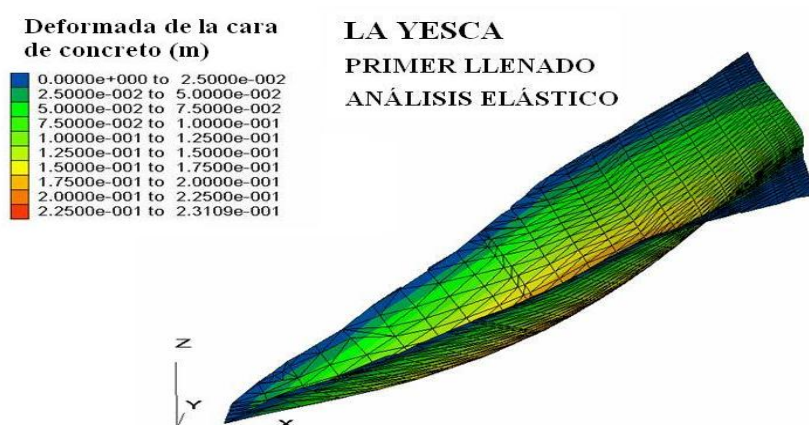 Deformada de la cara
de concreto (m)
0.0000e+000 to 2.5000e-002
2.5000e-002 to 5.0000e-002
5.0000e-002 to 7.5000e-002
7.5000e-002 to 1.0000e-001
1.0000e-001 to 1.2500e-001
1.2500e-001 to 1.5000e-001
1.5000e-001 to 1.7500e-001
1.7500e-001 to 2.0000e-001
2.0000e-001 to 2.2500e-001
2.2500e-001 to 2.3109e-001
LA YESCA
PRIMER LLENADO
ANÁLISIS ELÁSTICO
Z
Y
X